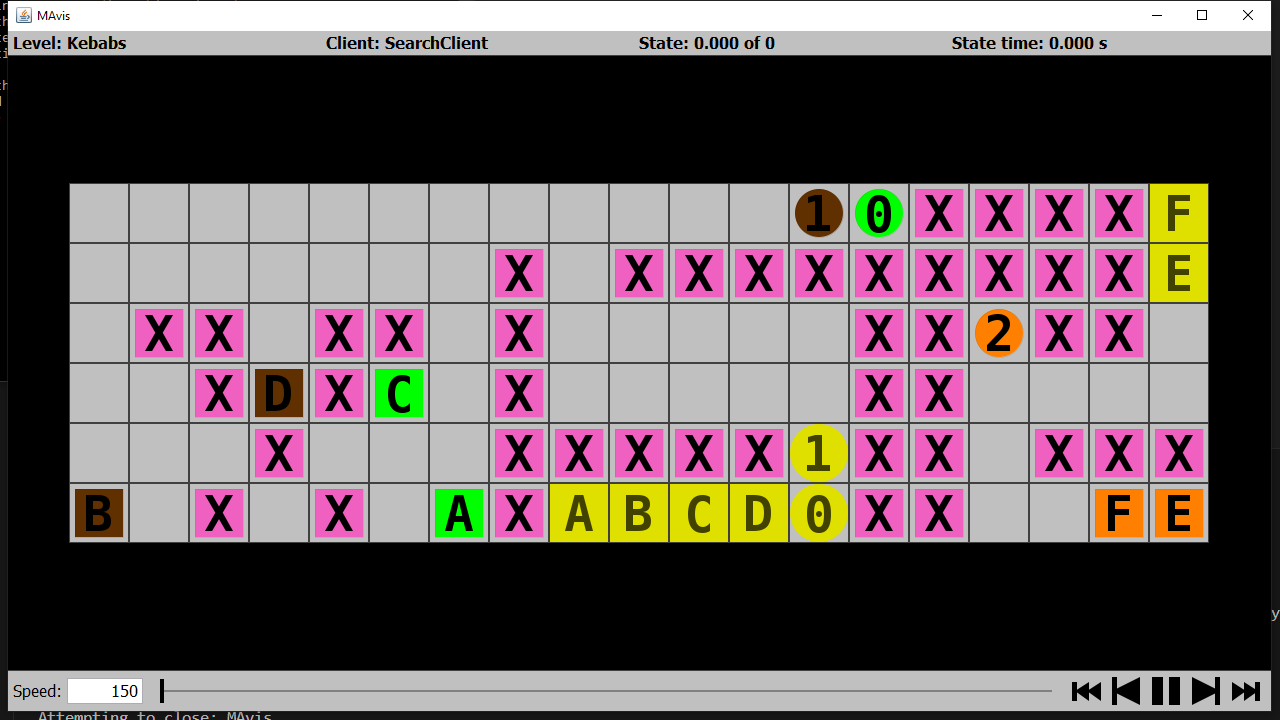 MAvis
Level: Kebabs Client: SearchClient State: 0.000 of 0 State time: 0.000 s
1 0 X X X X F
X X X X X X X X X X E
X X X X X X X 2 X X
X D X C X X X
X X X X X X 1 X X X X X
B X X A X A B C D 0 X X F E
Speed: 150
Attempting to close: MAvis